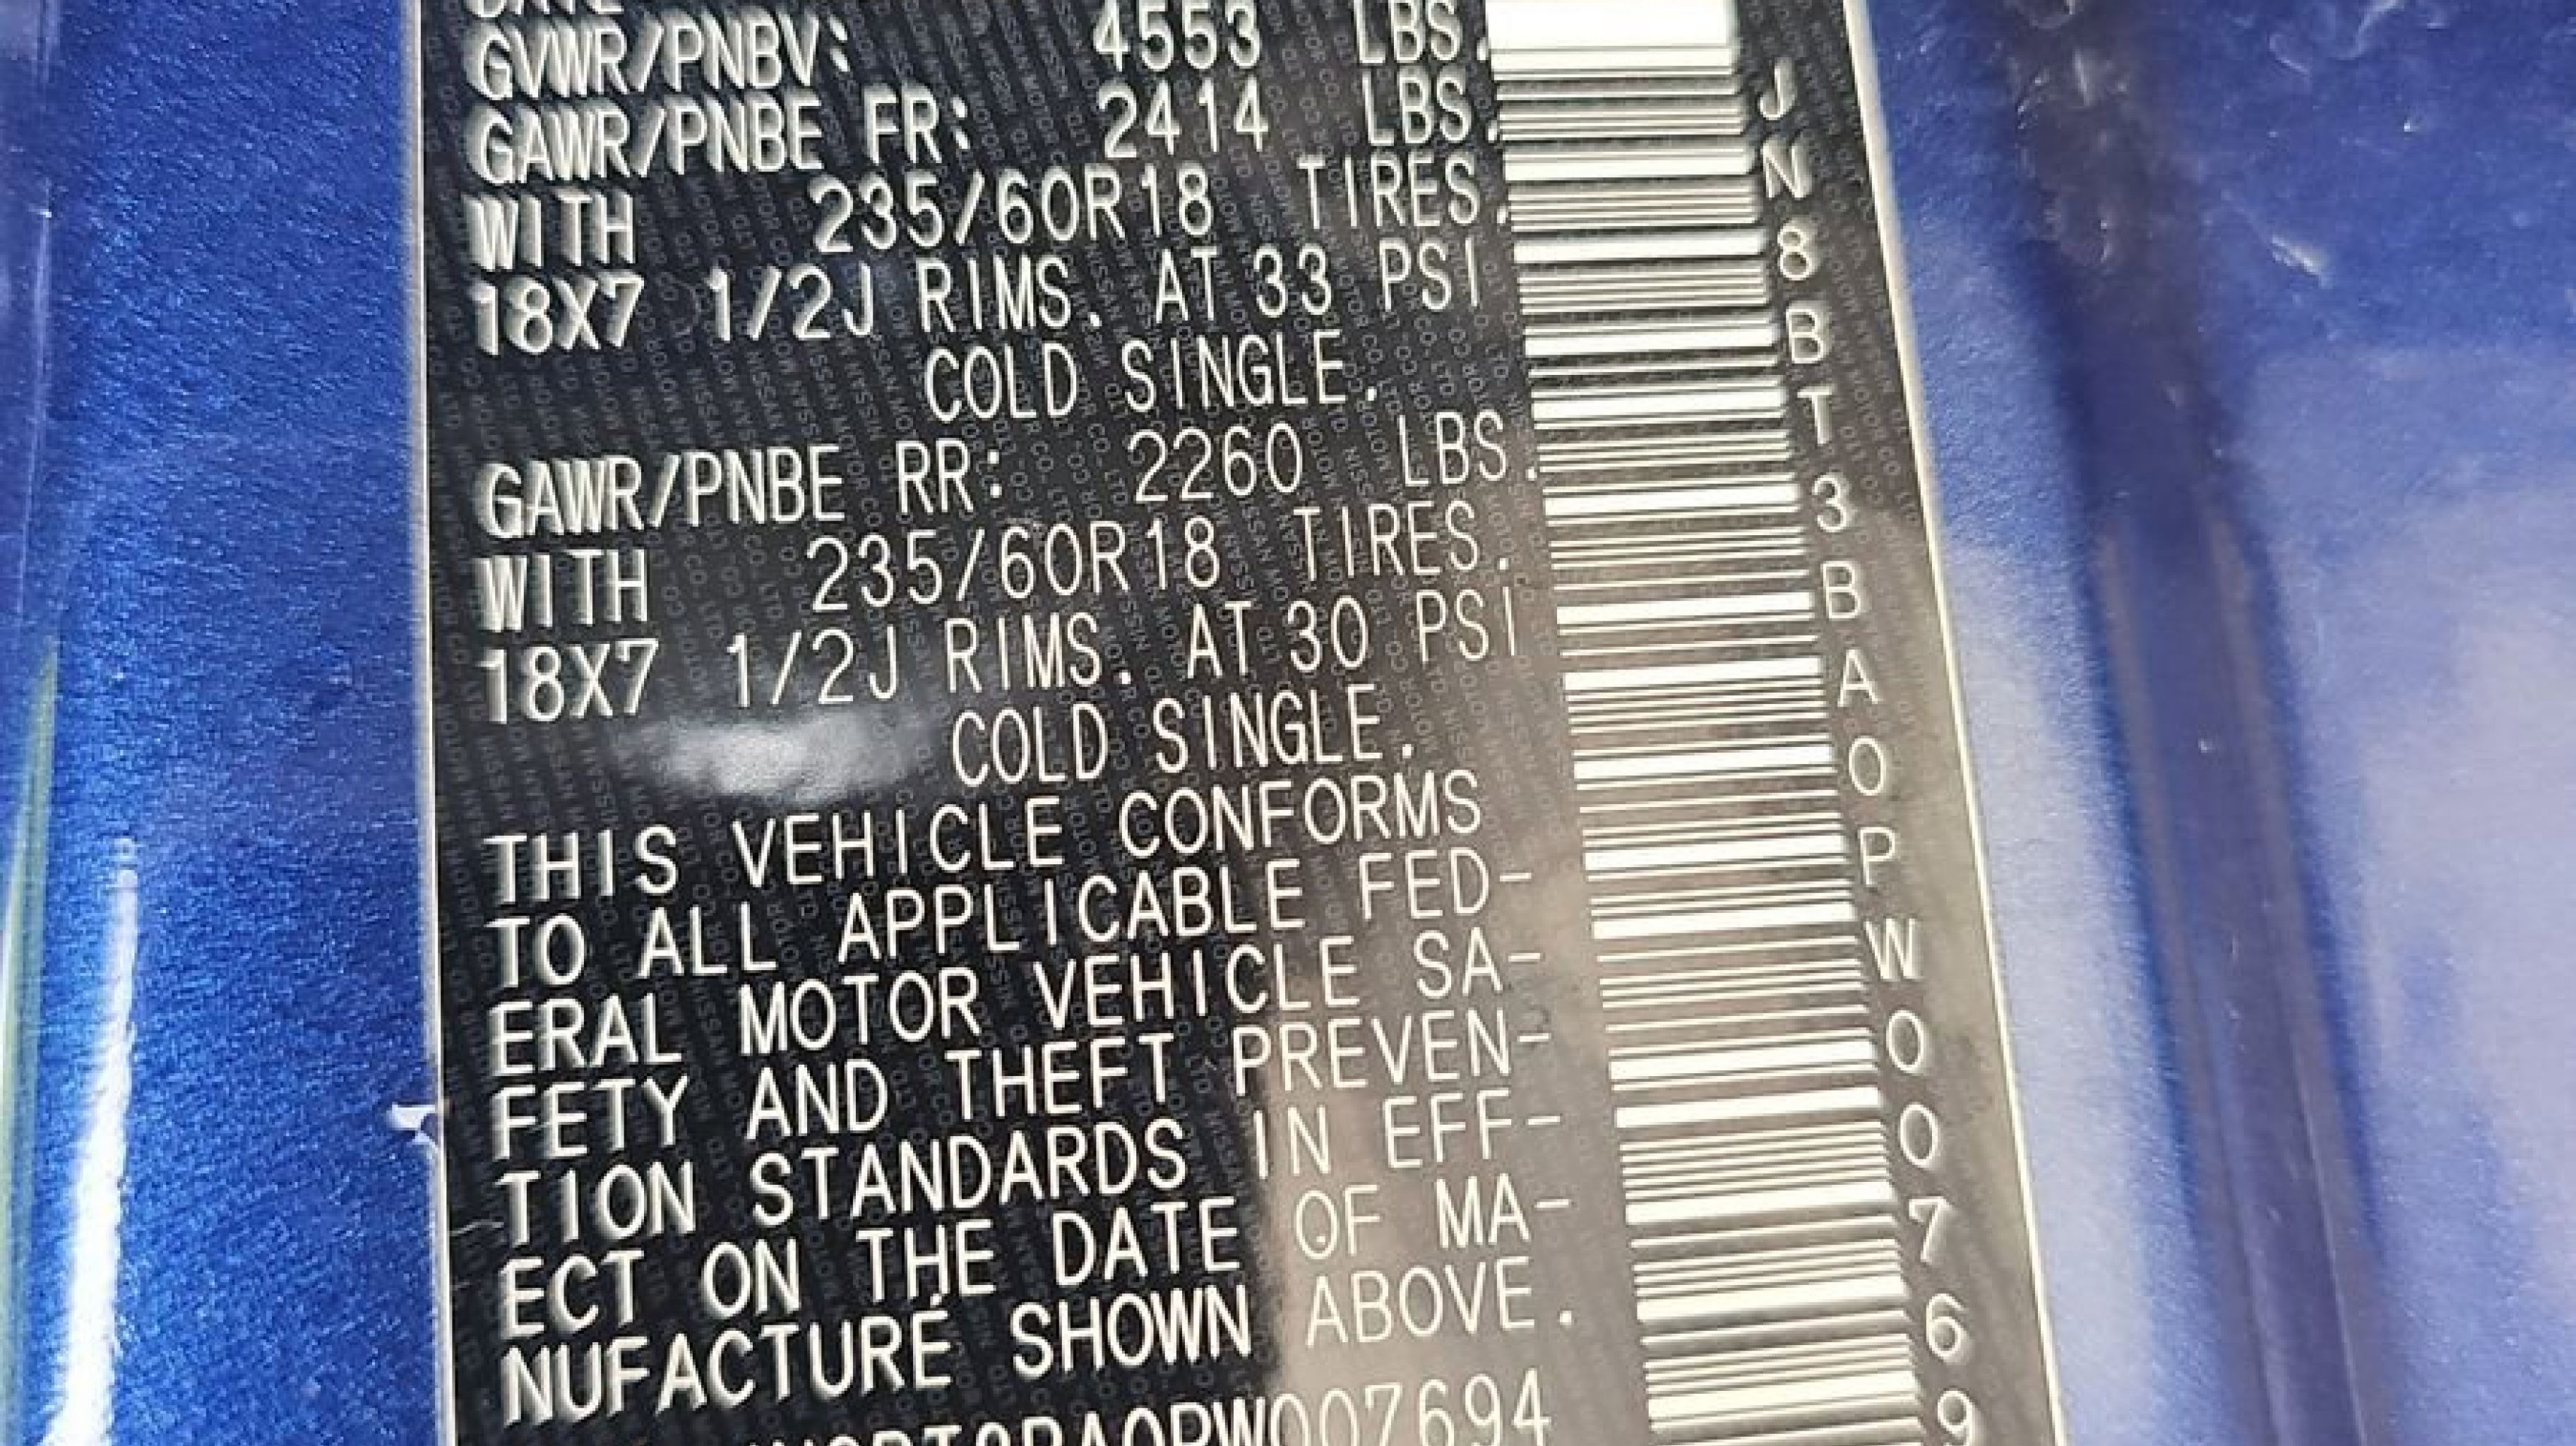 DATE
GVWR/PNBV: 4553 LBS.
GAWR/PNBE FR: 2414 LBS.
WITH 235/60R18 TIRES.
18X7 1/2J RIMS. AT 33 PSI
COLD SINGLE.
GAWR/PNBE RR: 2260 LBS.
WITH 235/60R18 TIRES.
18X7 1/2J RIMS. AT 30 PSI
COLD SINGLE.
THIS VEHICLE CONFORMS
TO ALL APPLICABLE FED-
ERAL MOTOR VEHICLE SA-
FETY AND THEFT PREVEN-
TION STANDARDS IN EFF-
ECT ON THE DATE OF MA-
NUFACTURE SHOWN ABOVE.
JN8BT3BA0PW007694
JN8BT3BA0PW00769